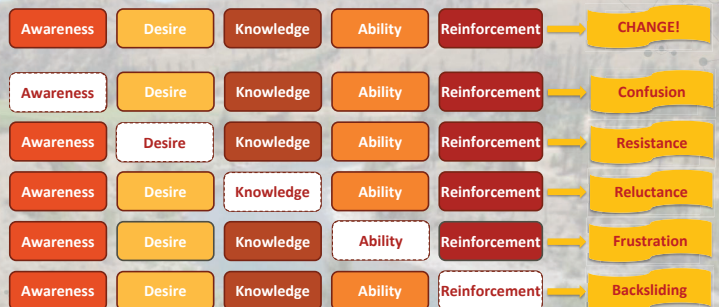 Awareness Desire Knowledge Ability Reinforcement CHANGE!
Awareness Desire Knowledge Ability Reinforcement Confusion
Awareness Desire Knowledge Ability Reinforcement Resistance
Awareness Desire Knowledge Ability Reinforcement Reluctance
Awareness Desire Knowledge Ability Reinforcement Frustration
Awareness Desire Knowledge Ability Reinforcement Backsliding